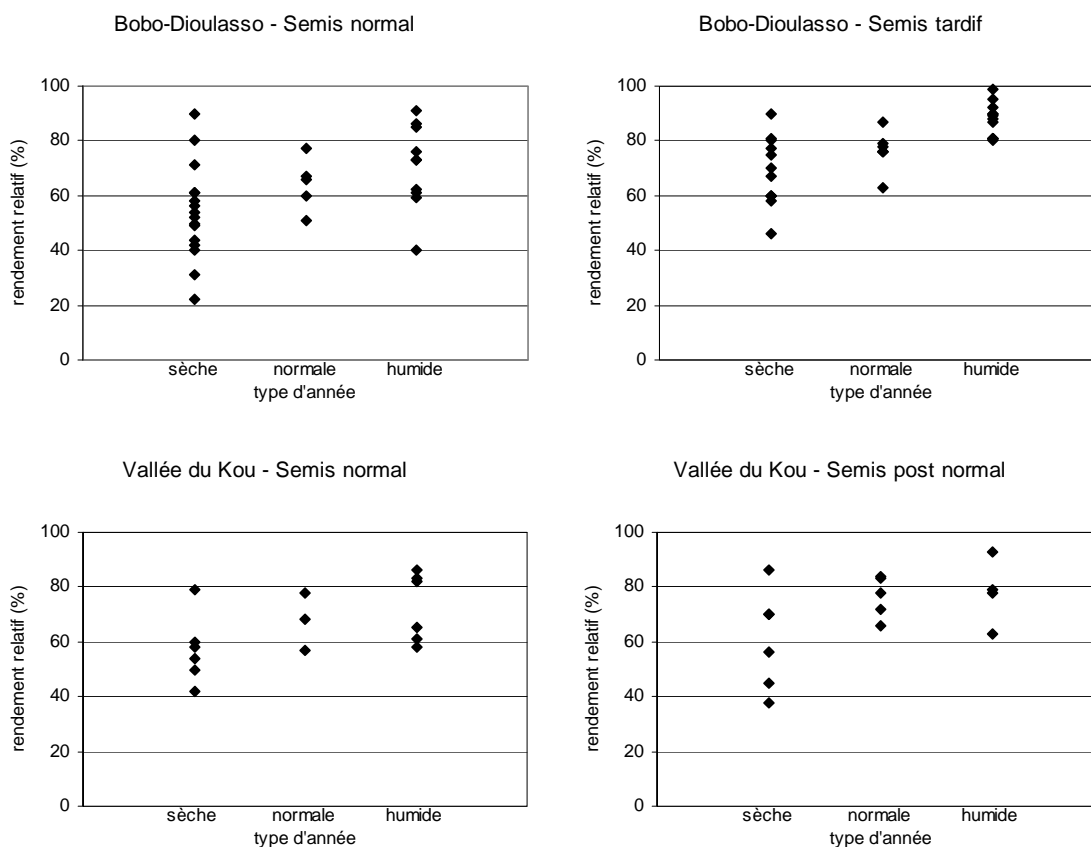 Bobo-Dioulasso - Semis normal
rendement relatif (%)
100
80
60
40
20
0
sèche normale humide
type d'année
Bobo-Dioulasso - Semis tardif
rendement relatif (%)
100
80
60
40
20
0
sèche normale humide
type d'année
Vallée du Kou - Semis normal
rendement relatif (%)
100
80
60
40
20
0
sèche normale humide
type d'année
Vallée du Kou - Semis post normal
rendement relatif (%)
100
80
60
40
20
0
sèche normale humide
type d'année